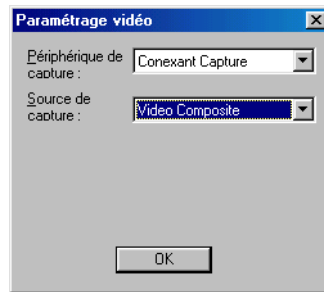 Paramétrage vidéo
Périphérique de capture :
Conexant Capture
Source de capture :
Video Composite
OK